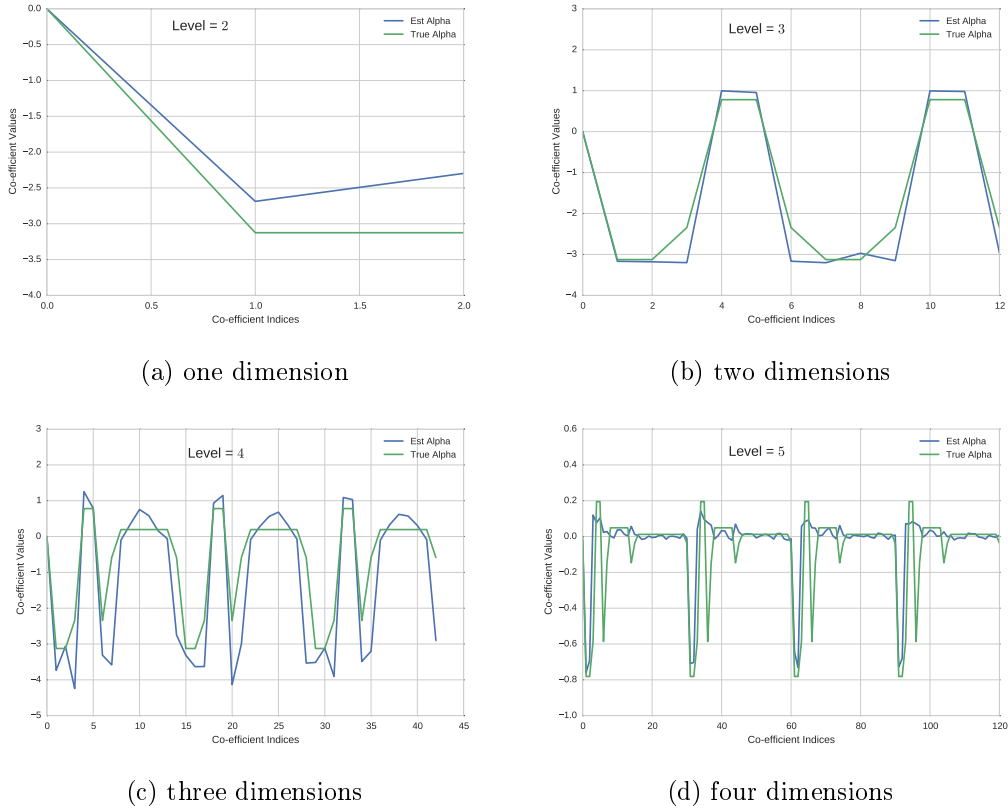 Level = 2
Est Alpha
True Alpha
0.0
−0.5
−1.0
−1.5
−2.0
−2.5
−3.0
−3.5
−4.0
Co-efficient Values
0.0 0.5 1.0 1.5 2.0
Co-efficient Indices
(a) one dimension
Level = 3
Est Alpha
True Alpha
3
2
1
0
−1
−2
−3
−4
Co-efficient Values
0 2 4 6 8 10 12
Co-efficient Indices
(b) two dimensions
Level = 4
Est Alpha
True Alpha
3
2
1
0
−1
−2
−3
−4
−5
Co-efficient Values
0 5 10 15 20 25 30 35 40 45
Co-efficient Indices
(c) three dimensions
Level = 5
Est Alpha
True Alpha
0.6
0.4
0.2
0.0
−0.2
−0.4
−0.6
−0.8
−1.0
Co-efficient Values
0 20 40 60 80 100 120
Co-efficient Indices
(d) four dimensions